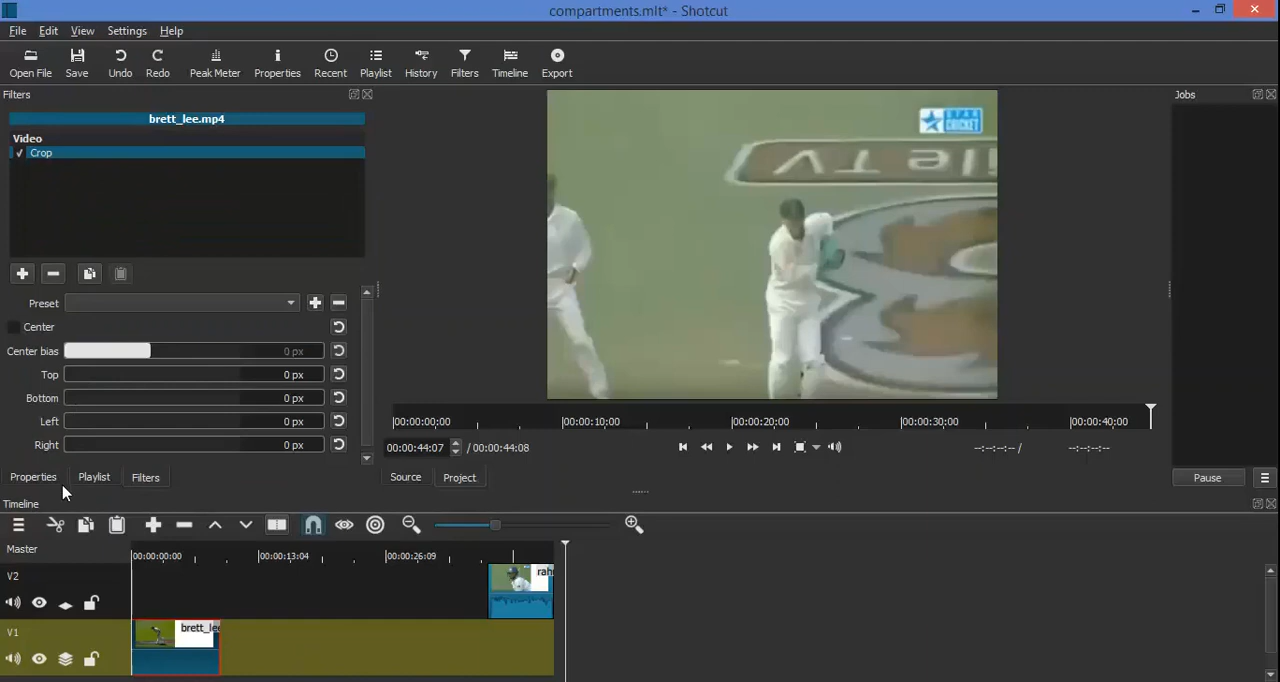 compartments.mlt* - Shotcut
File Edit View Settings Help
Open File Save Undo Redo Peak Meter Properties Recent Playlist History Filters Timeline Export
Filters
Jobs
brett_lee.mp4
Video
✓ Crop
STAR
CRICKET
ile TV
Preset
Center
Center bias 0 px
Top 0 px
Bottom 0 px
Left 0 px
Right 0 px
00:00:00;00 00:00:10;00 00:00:20;00 00:00:30;00 00:00:40;00
00:00:44:07 / 00:00:44:08 --:--:--:-- / --:--:--:--
Properties Playlist Filters Source Project Pause
Timeline
Master
00:00:00:00 00:00:13:04 00:00:26:09
V2
rah
V1
brett_lee